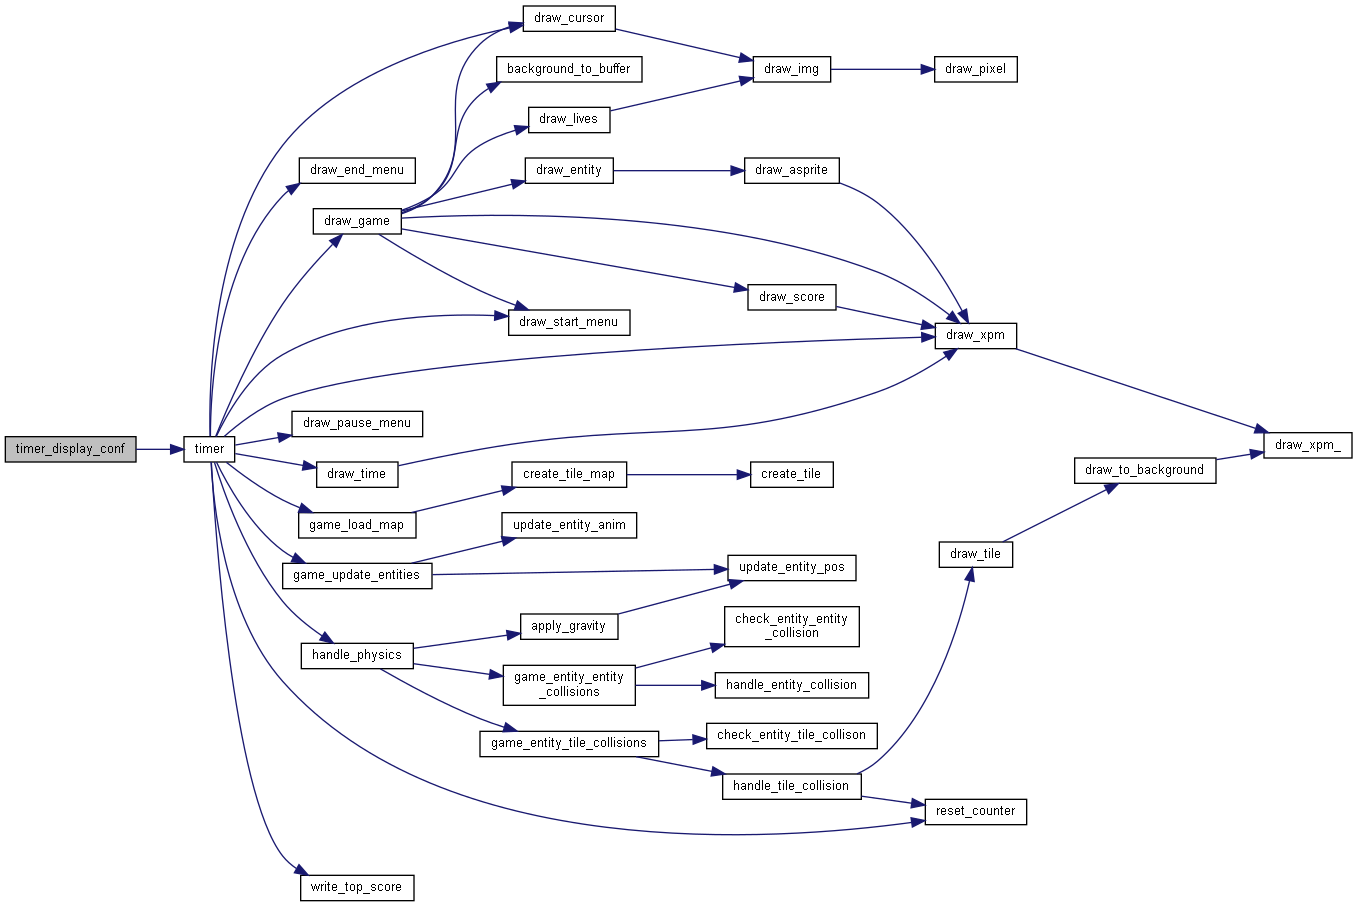 draw_cursor
background_to_buffer
draw_img
draw_pixel
draw_lives
draw_end_menu
draw_entity
draw_asprite
draw_game
draw_score
draw_start_menu
draw_xpm
draw_pause_menu
timer_display_conf
timer
draw_xpm_
draw_time
create_tile_map
create_tile
draw_to_background
game_load_map
update_entity_anim
draw_tile
game_update_entities
update_entity_pos
apply_gravity
check_entity_entity
_collision
handle_physics
game_entity_entity
_collisions
handle_entity_collision
game_entity_tile_collisions
check_entity_tile_collison
handle_tile_collision
reset_counter
write_top_score